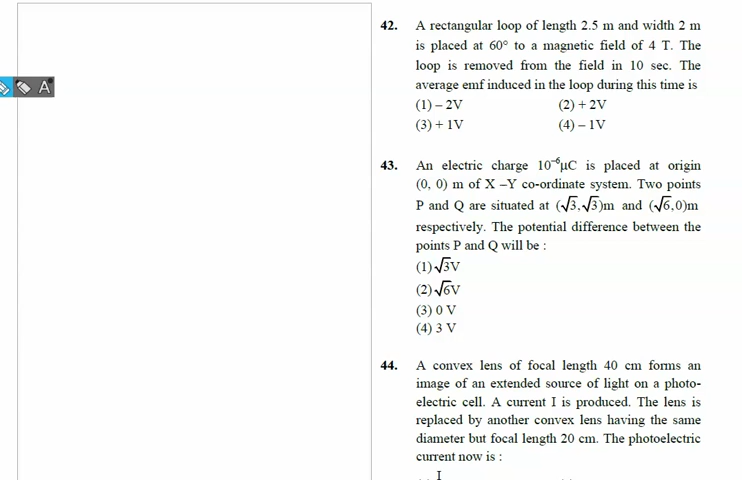 A
42. A rectangular loop of length 2.5 m and width 2 m
is placed at 60° to a magnetic field of 4 T. The
loop is removed from the field in 10 sec. The
average emf induced in the loop during this time is
(1) – 2V (2) + 2V
(3) + 1V (4) – 1V
43. An electric charge 10⁻⁶μC is placed at origin
(0, 0) m of X –Y co-ordinate system. Two points
P and Q are situated at (√3,√3)m and (√6,0)m
respectively. The potential difference between the
points P and Q will be :
(1) √3V
(2) √6V
(3) 0 V
(4) 3 V
44. A convex lens of focal length 40 cm forms an
image of an extended source of light on a photo-
electric cell. A current I is produced. The lens is
replaced by another convex lens having the same
diameter but focal length 20 cm. The photoelectric
current now is :
I